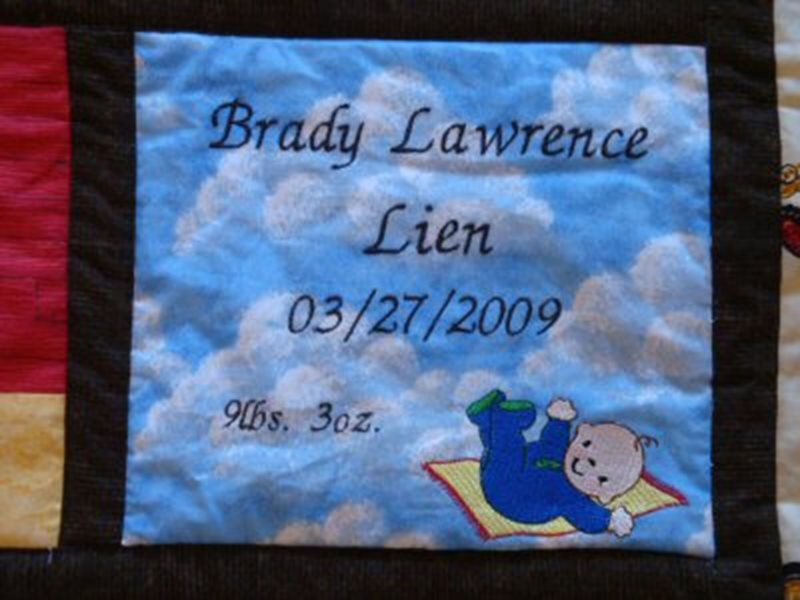 Brady Lawrence
Lien
03/27/2009
9lbs. 3oz.